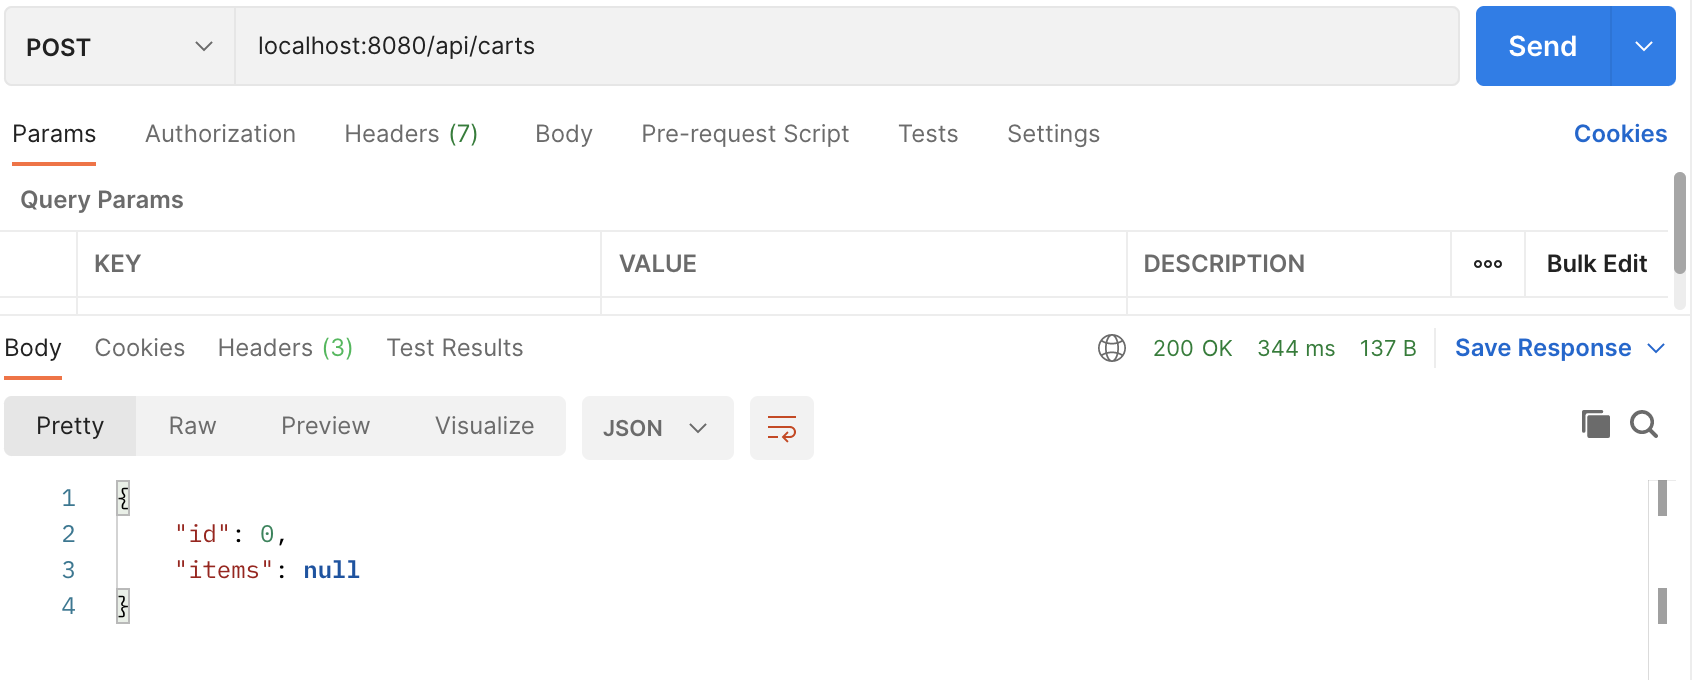 POST localhost:8080/api/carts Send
Params Authorization Headers (7) Body Pre-request Script Tests Settings Cookies
Query Params
KEY VALUE DESCRIPTION ooo Bulk Edit
Body Cookies Headers (3) Test Results 200 OK 344 ms 137 B Save Response
Pretty Raw Preview Visualize JSON
1 {
2 "id": 0,
3 "items": null
4 }